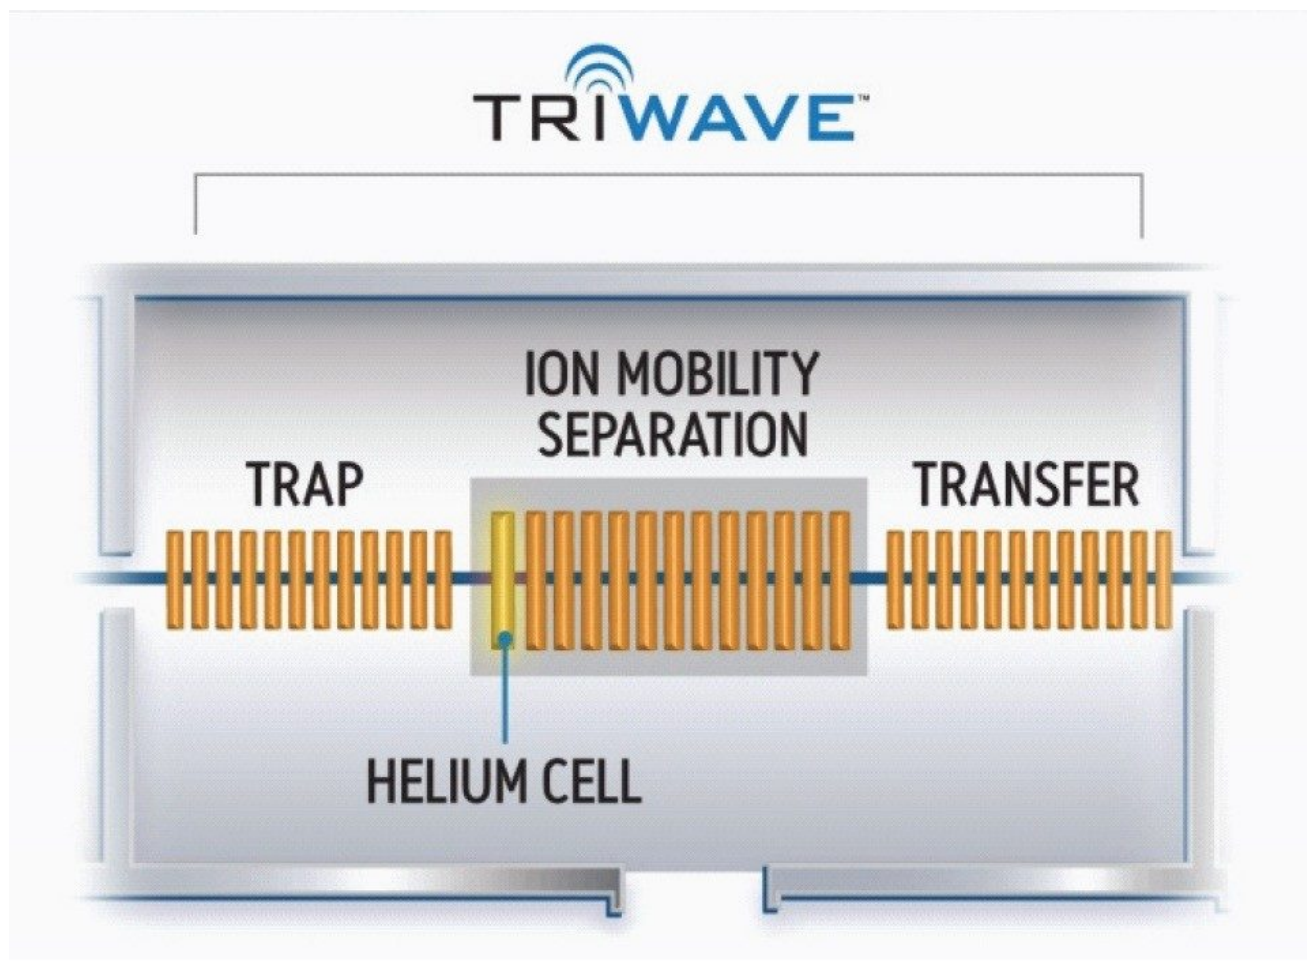 TRIWAVE™
ION MOBILITY
SEPARATION
TRAP
TRANSFER
HELIUM CELL